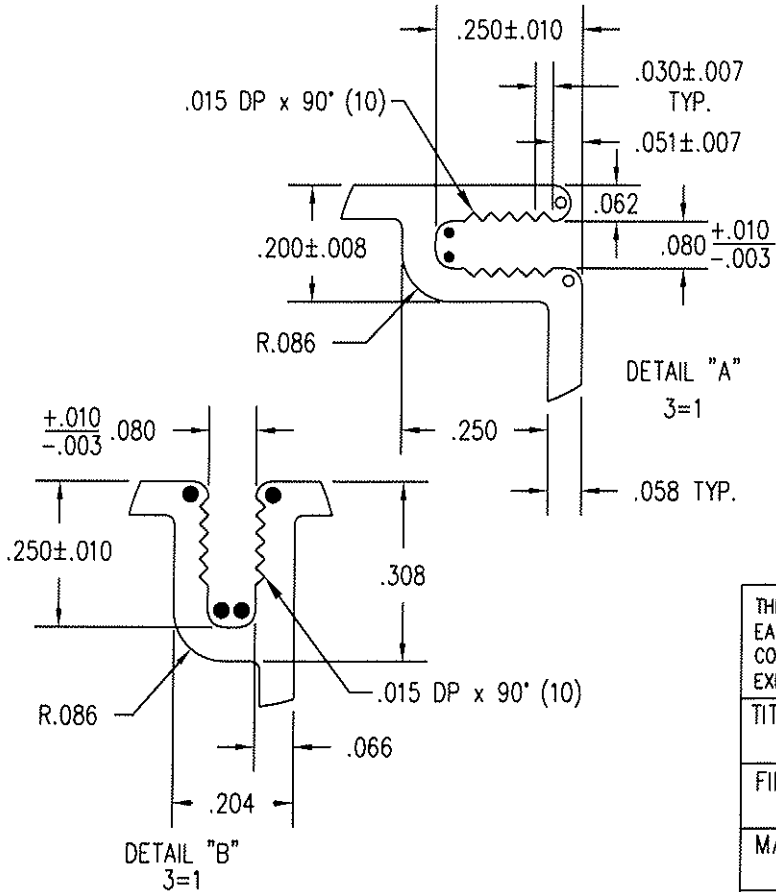 .250±.010
.030±.007
TYP.
.015 DP x 90° (10)
.051±.007
.062
.200±.008
.080 +.010
-.003
R.086
DETAIL "A"
3=1
.250
.058 TYP.
+.010
-.003 .080
.250±.010
.308
.015 DP x 90° (10)
R.086
.066
.204
DETAIL "B"
3=1